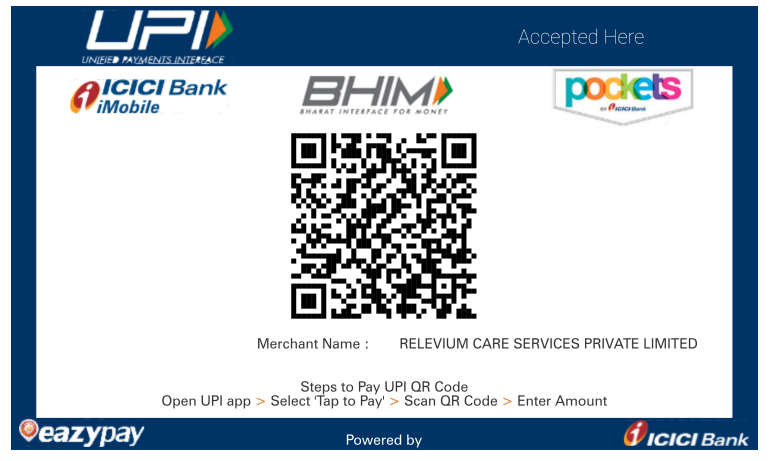 UPI
UNIFIED PAYMENTS INTERFACE
Accepted Here
ICICI Bank
iMobile
BHIM
BHARAT INTERFACE FOR MONEY
pockets
BY ICICI Bank
Merchant Name : RELEVIUM CARE SERVICES PRIVATE LIMITED
Steps to Pay UPI QR Code
Open UPI app > Select 'Tap to Pay' > Scan QR Code > Enter Amount
eazypay
Powered by
ICICI Bank